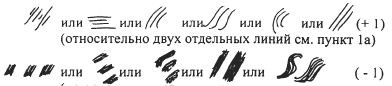 или или или или или (+ 1)
(относительно двух отдельных линий см. пункт 1а)
или или или или (- 1)